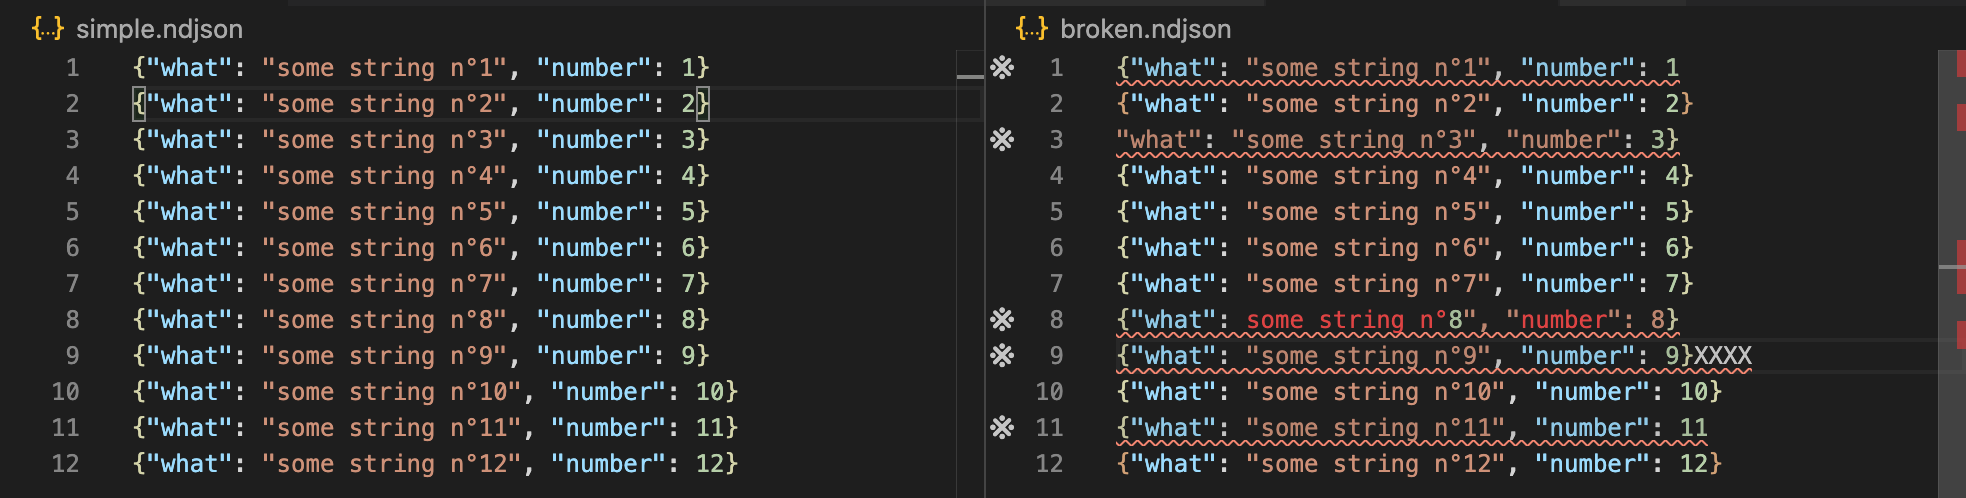 {..} simple.ndjson
1 {"what": "some string n°1", "number": 1}
2 {"what": "some string n°2", "number": 2}
3 {"what": "some string n°3", "number": 3}
4 {"what": "some string n°4", "number": 4}
5 {"what": "some string n°5", "number": 5}
6 {"what": "some string n°6", "number": 6}
7 {"what": "some string n°7", "number": 7}
8 {"what": "some string n°8", "number": 8}
9 {"what": "some string n°9", "number": 9}
10 {"what": "some string n°10", "number": 10}
11 {"what": "some string n°11", "number": 11}
12 {"what": "some string n°12", "number": 12}
{..} broken.ndjson
※ 1 {"what": "some string n°1", "number": 1
2 {"what": "some string n°2", "number": 2}
※ 3 "what": "some string n°3", "number": 3}
4 {"what": "some string n°4", "number": 4}
5 {"what": "some string n°5", "number": 5}
6 {"what": "some string n°6", "number": 6}
7 {"what": "some string n°7", "number": 7}
※ 8 {"what": some string n°8", "number": 8}
※ 9 {"what": "some string n°9", "number": 9}XXXX
10 {"what": "some string n°10", "number": 10}
※ 11 {"what": "some string n°11", "number": 11
12 {"what": "some string n°12", "number": 12}